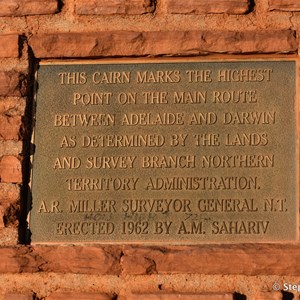 THIS CAIRN MARKS THE HIGHEST
POINT ON THE MAIN ROUTE
BETWEEN ADELAIDE AND DARWIN
AS DETERMINED BY THE LANDS
AND SURVEY BRANCH NORTHERN
TERRITORY ADMINISTRATION.
A.R. MILLER SURVEYOR GENERAL N.T.
ERECTED 1962 BY A.M. SAHARIV
© Step